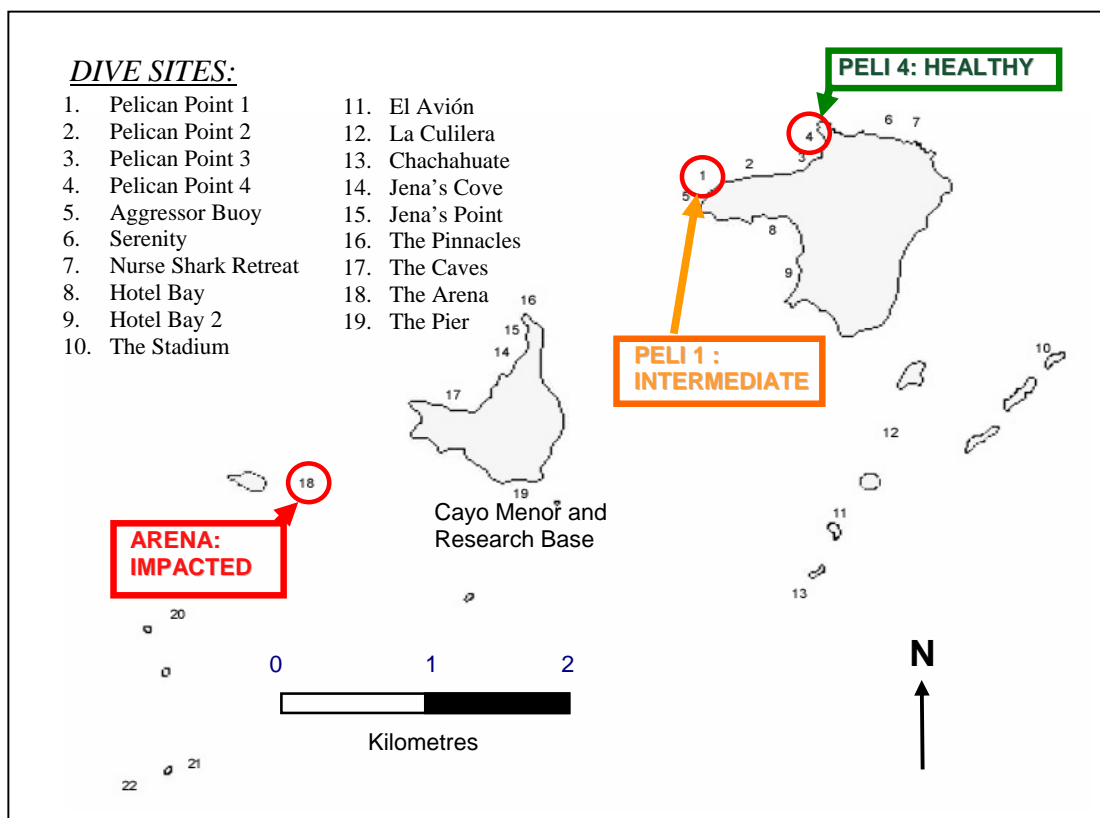 DIVE SITES:
1. Pelican Point 1
2. Pelican Point 2
3. Pelican Point 3
4. Pelican Point 4
5. Aggressor Buoy
6. Serenity
7. Nurse Shark Retreat
8. Hotel Bay
9. Hotel Bay 2
10. The Stadium
11. El Avión
12. La Culilera
13. Chachahuate
14. Jena’s Cove
15. Jena’s Point
16. The Pinnacles
17. The Caves
18. The Arena
19. The Pier
PELI 4: HEALTHY
4
6
7
3
2
1
5
8
9
PELI 1 :
INTERMEDIATE
16
15
14
17
10
12
18
19
Cayo Menor and
Research Base
11
ARENA:
IMPACTED
13
20
0 1 2
Kilometres
N
21
22